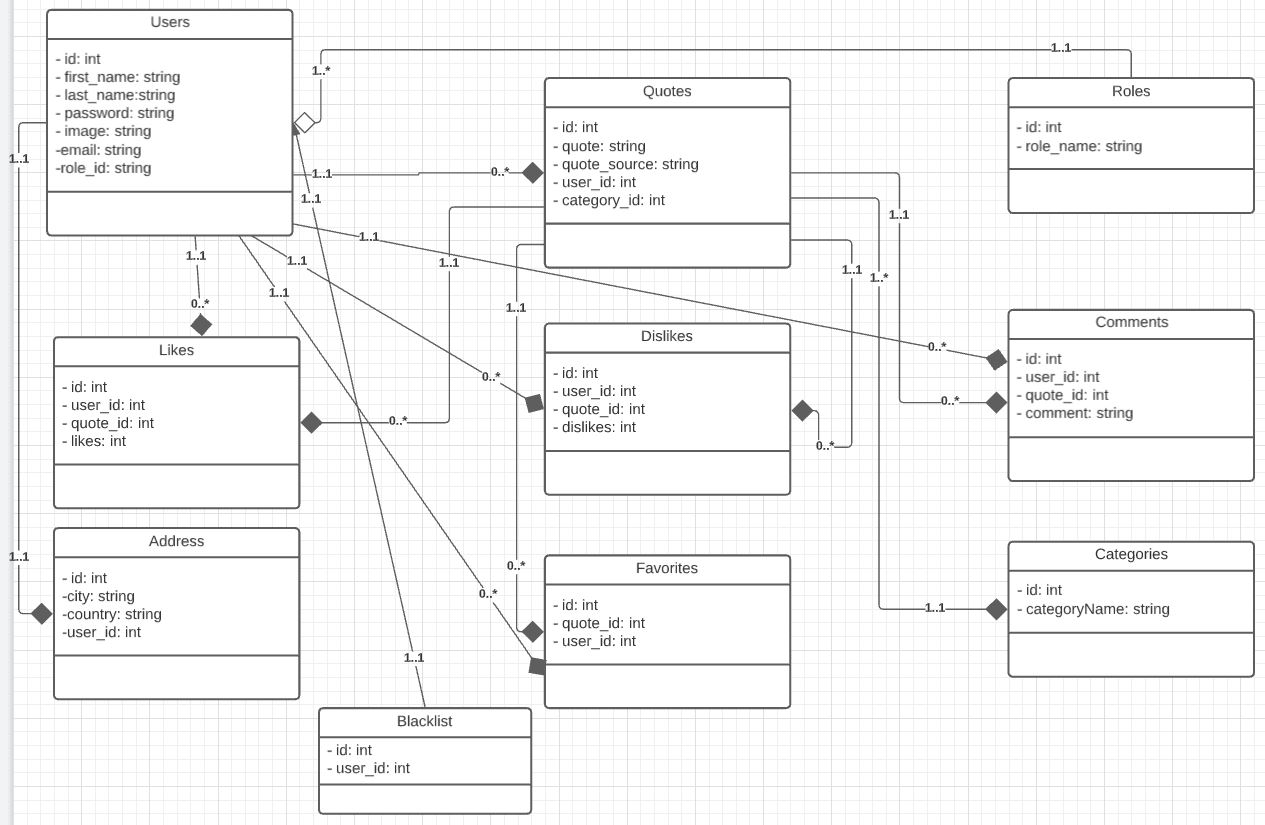 Users
- id: int
- first_name: string
- last_name:string
- password: string
- image: string
-email: string
-role_id: string
1..*
1..1
Quotes
- id: int
- quote: string
- quote_source: string
- user_id: int
- category_id: int
Roles
- id: int
- role_name: string
1..1
1..1
0..*
1..1
1..1
1..1
1..1
1..1
1..1
1..1
1..1
1..*
1..1
0..*
1..1
Likes
- id: int
- user_id: int
- quote_id: int
- likes: int
Dislikes
- id: int
- user_id: int
- quote_id: int
- dislikes: int
Comments
- id: int
- user_id: int
- quote_id: int
- comment: string
0..*
0..*
0..*
0..*
0..*
1..1
Address
- id: int
-city: string
-country: string
-user_id: int
0..*
0..*
Favorites
- id: int
- quote_id: int
- user_id: int
Categories
- id: int
- categoryName: string
1..1
1..1
Blacklist
- id: int
- user_id: int